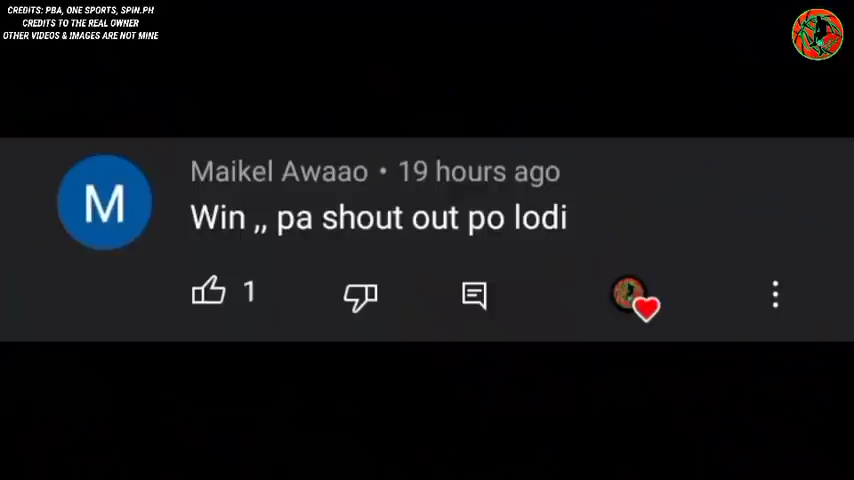 CREDITS: PBA, ONE SPORTS, SPIN.PH
CREDITS TO THE REAL OWNER
OTHER VIDEOS & IMAGES ARE NOT MINE
M
Maikel Awaao • 19 hours ago
Win ,, pa shout out po lodi
1